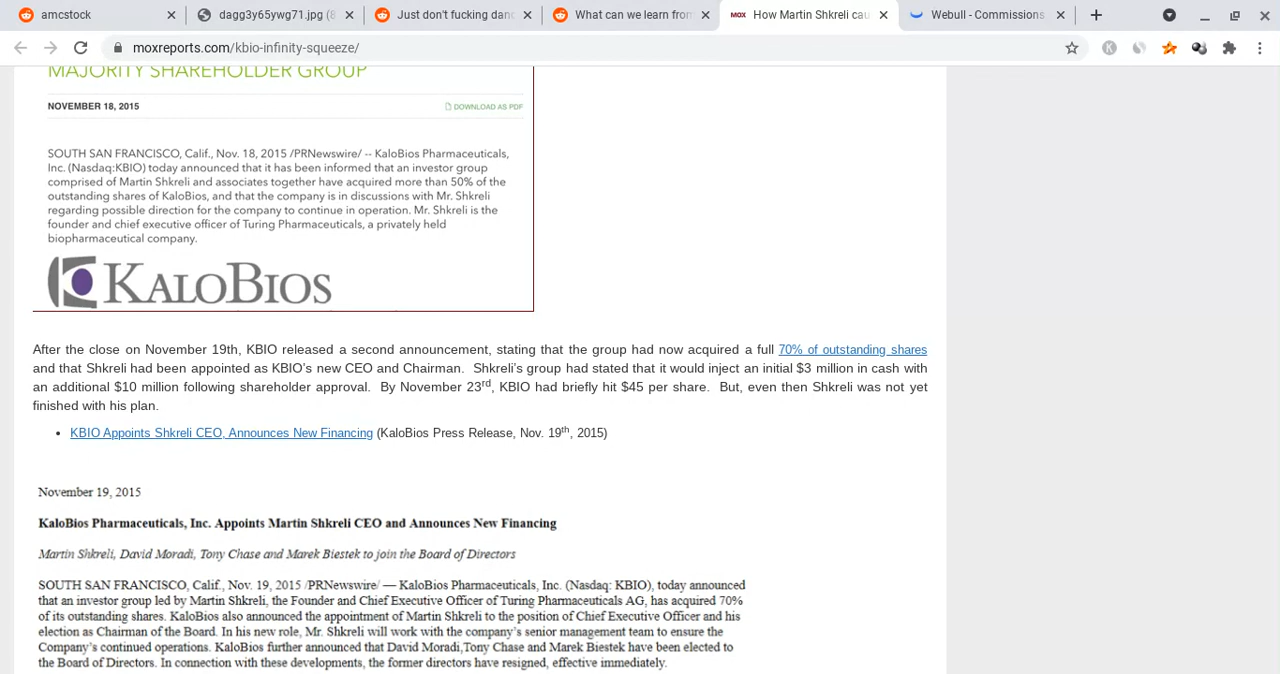 amcstock
dagg3y65ywg71.jpg (8
Just don't fucking danc
What can we learn from
MOX How Martin Shkreli cau
Webull - Commissions
moxreports.com/kbio-infinity-squeeze/
K
MAJORITY SHAREHOLDER GROUP
NOVEMBER 18, 2015 DOWNLOAD AS PDF
SOUTH SAN FRANCISCO, Calif., Nov. 18, 2015 /PRNewswire/ -- KaloBios Pharmaceuticals,
Inc. (Nasdaq:KBIO) today announced that it has been informed that an investor group
comprised of Martin Shkreli and associates together have acquired more than 50% of the
outstanding shares of KaloBios, and that the company is in discussions with Mr. Shkreli
regarding possible direction for the company to continue in operation. Mr. Shkreli is the
founder and chief executive officer of Turing Pharmaceuticals, a privately held
biopharmaceutical company.
KALOBIOS
After the close on November 19th, KBIO released a second announcement, stating that the group had now acquired a full 70% of outstanding shares
and that Shkreli had been appointed as KBIO's new CEO and Chairman. Shkreli's group had stated that it would inject an initial $3 million in cash with
an additional $10 million following shareholder approval. By November 23rd, KBIO had briefly hit $45 per share. But, even then Shkreli was not yet
finished with his plan.
• KBIO Appoints Shkreli CEO, Announces New Financing (KaloBios Press Release, Nov. 19th, 2015)
November 19, 2015
KaloBios Pharmaceuticals, Inc. Appoints Martin Shkreli CEO and Announces New Financing
Martin Shkreli, David Moradi, Tony Chase and Marek Biestek to join the Board of Directors
SOUTH SAN FRANCISCO, Calif., Nov. 19, 2015 /PRNewswire/ — KaloBios Pharmaceuticals, Inc. (Nasdaq: KBIO), today announced
that an investor group led by Martin Shkreli, the Founder and Chief Executive Officer of Turing Pharmaceuticals AG, has acquired 70%
of its outstanding shares. KaloBios also announced the appointment of Martin Shkreli to the position of Chief Executive Officer and his
election as Chairman of the Board. In his new role, Mr. Shkreli will work with the company's senior management team to ensure the
Company's continued operations. KaloBios further announced that David Moradi,Tony Chase and Marek Biestek have been elected to
the Board of Directors. In connection with these developments, the former directors have resigned, effective immediately.